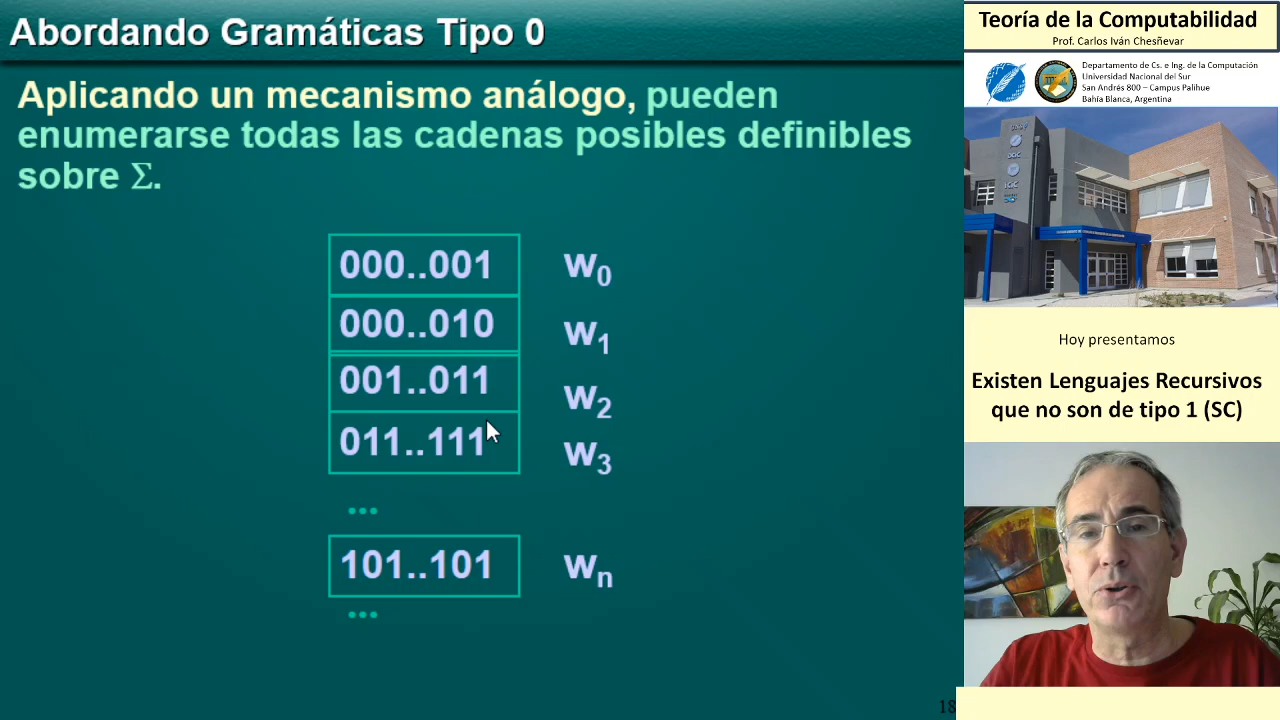 Abordando Gramáticas Tipo 0
Aplicando un mecanismo análogo, pueden
enumerarse todas las cadenas posibles definibles
sobre Σ.
000..001 w0
000..010 w1
001..011 w2
011..111 w3
...
101..101 wn
...
18
Teoría de la Computabilidad
Prof. Carlos Iván Chesñevar
Departamento de Cs. e Ing. de la Computación
Universidad Nacional del Sur
San Andrés 800 – Campus Palihue
Bahía Blanca, Argentina
Hoy presentamos
Existen Lenguajes Recursivos
que no son de tipo 1 (SC)